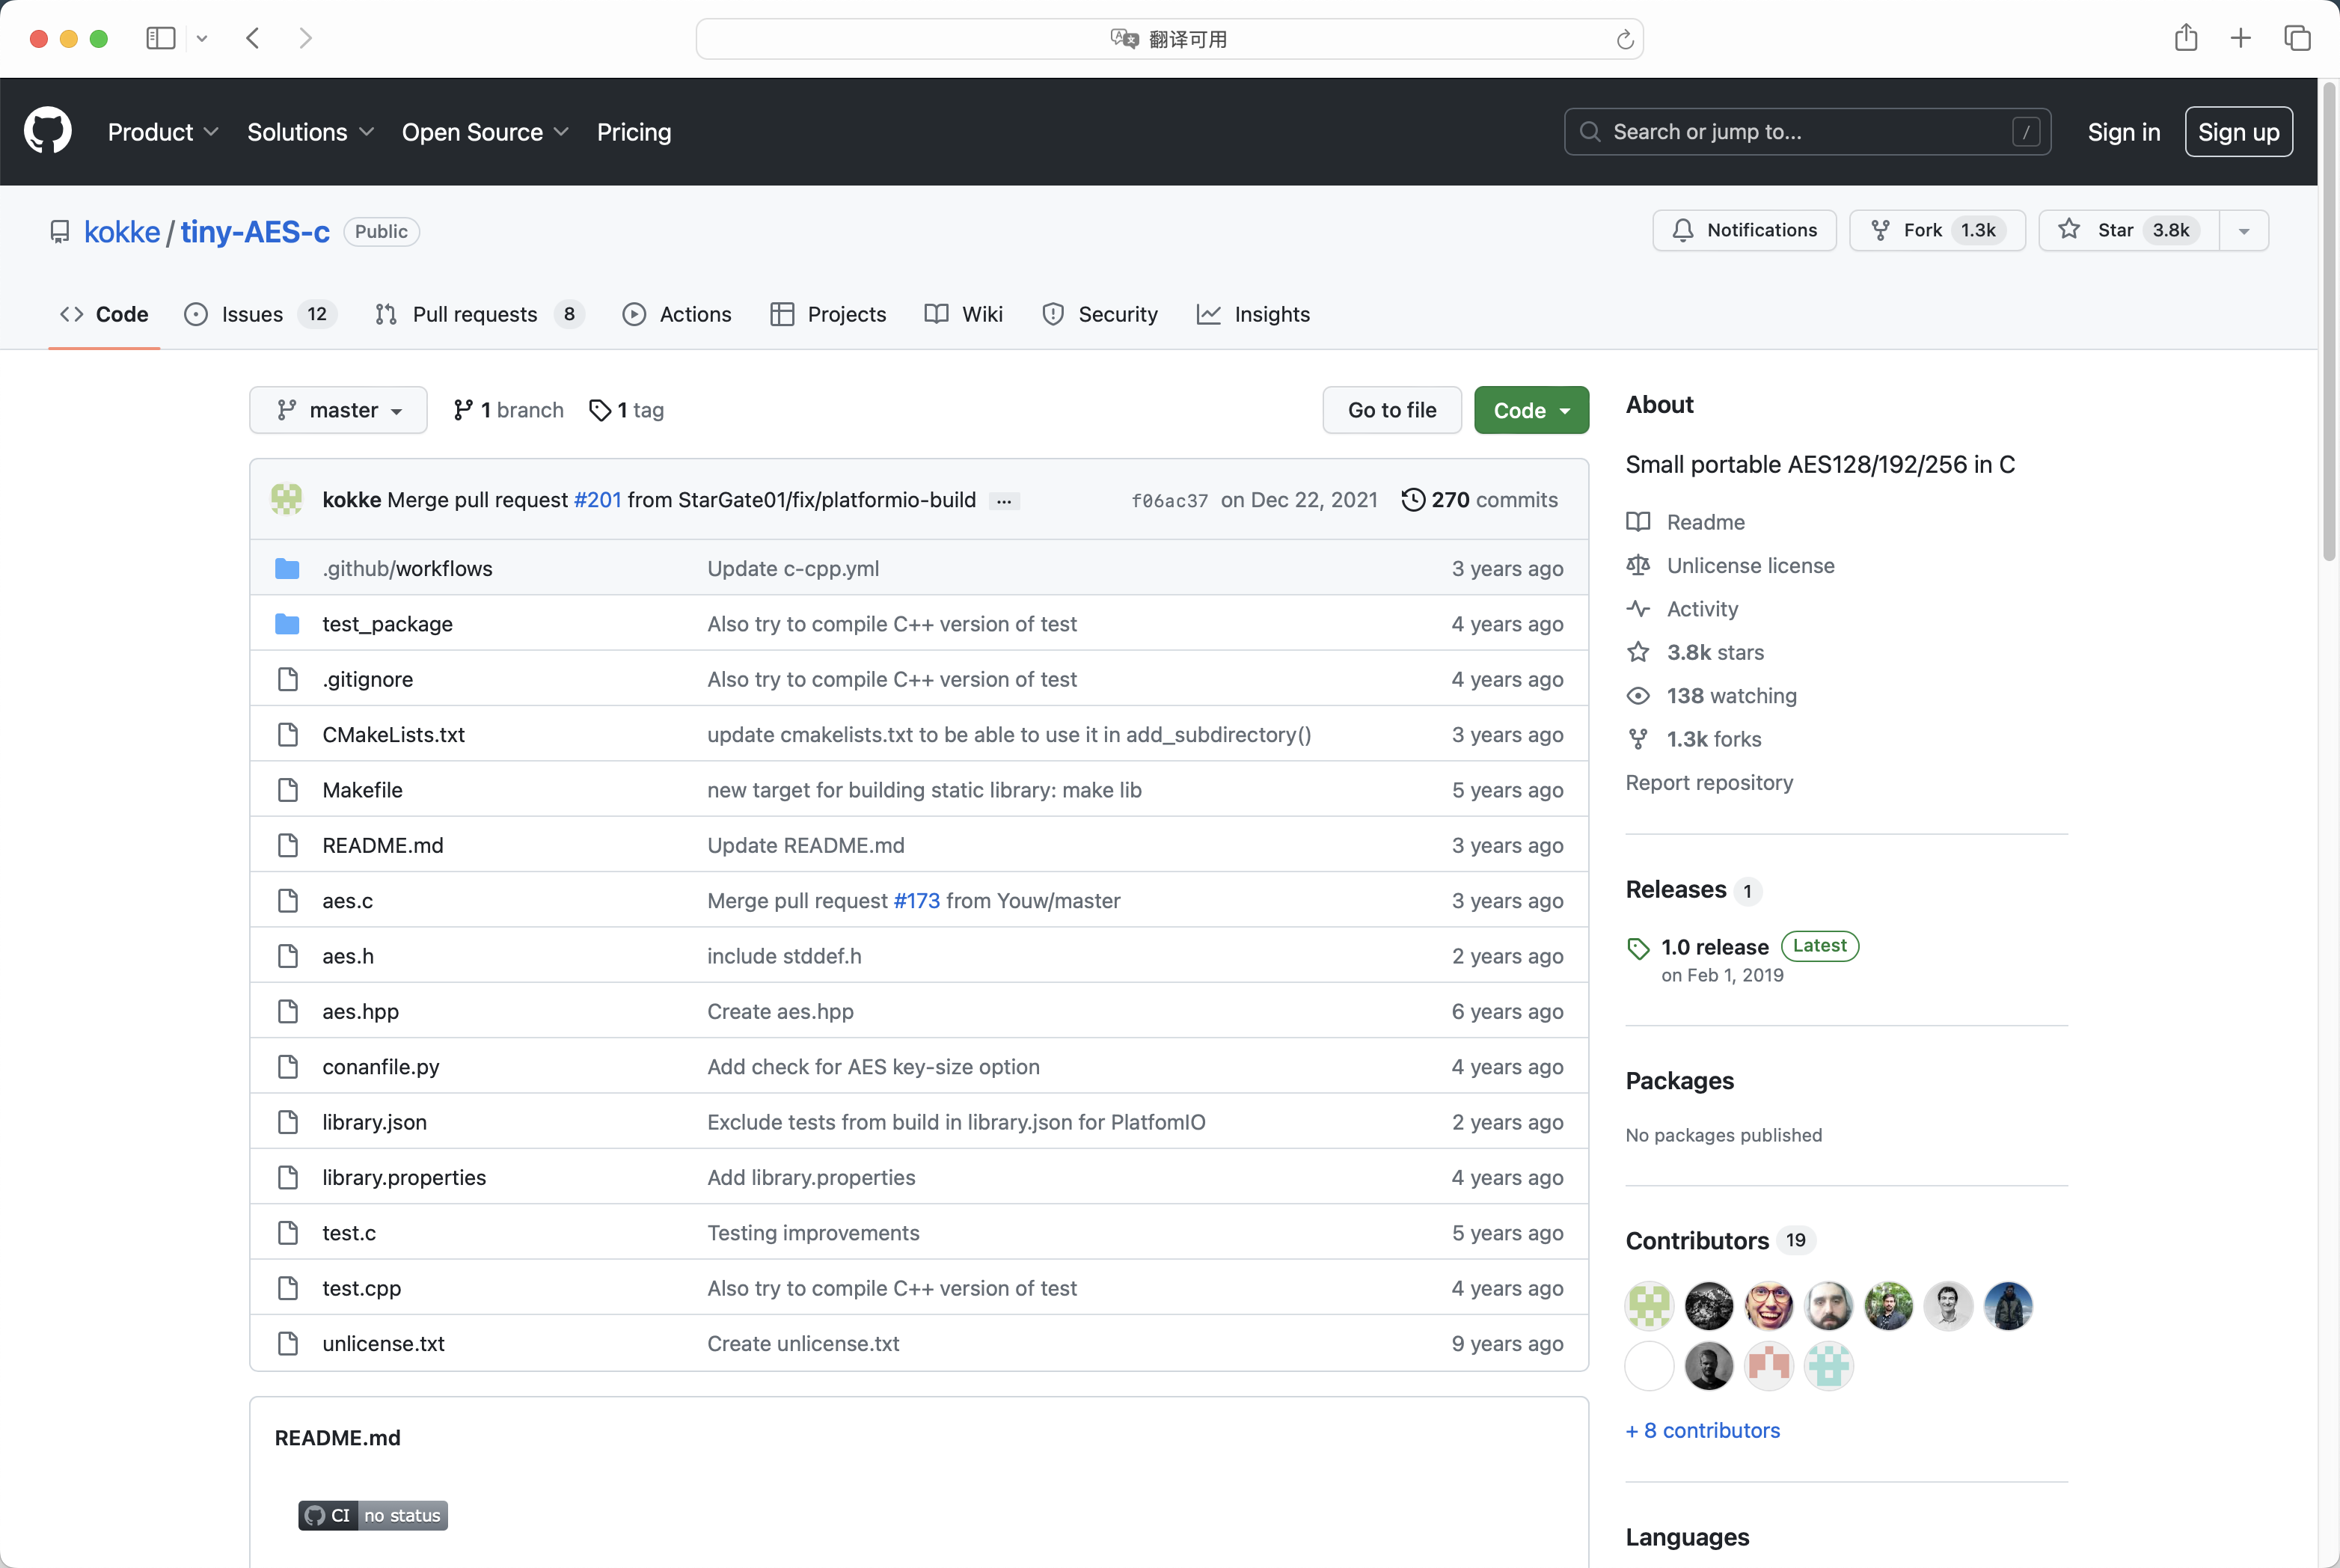 翻译可用
Product Solutions Open Source Pricing Search or jump to... / Sign in Sign up
kokke / tiny-AES-c Public Notifications Fork 1.3k Star 3.8k
Code Issues 12 Pull requests 8 Actions Projects Wiki Security Insights
master 1 branch 1 tag Go to file Code
kokke Merge pull request #201 from StarGate01/fix/platformio-build ... f06ac37 on Dec 22, 2021 270 commits
.github/workflows Update c-cpp.yml 3 years ago
test_package Also try to compile C++ version of test 4 years ago
.gitignore Also try to compile C++ version of test 4 years ago
CMakeLists.txt update cmakelists.txt to be able to use it in add_subdirectory() 3 years ago
Makefile new target for building static library: make lib 5 years ago
README.md Update README.md 3 years ago
aes.c Merge pull request #173 from Youw/master 3 years ago
aes.h include stddef.h 2 years ago
aes.hpp Create aes.hpp 6 years ago
conanfile.py Add check for AES key-size option 4 years ago
library.json Exclude tests from build in library.json for PlatfomIO 2 years ago
library.properties Add library.properties 4 years ago
test.c Testing improvements 5 years ago
test.cpp Also try to compile C++ version of test 4 years ago
unlicense.txt Create unlicense.txt 9 years ago
README.md
CI no status
About
Small portable AES128/192/256 in C
Readme
Unlicense license
Activity
3.8k stars
138 watching
1.3k forks
Report repository
Releases 1
1.0 release Latest
on Feb 1, 2019
Packages
No packages published
Contributors 19
+ 8 contributors
Languages